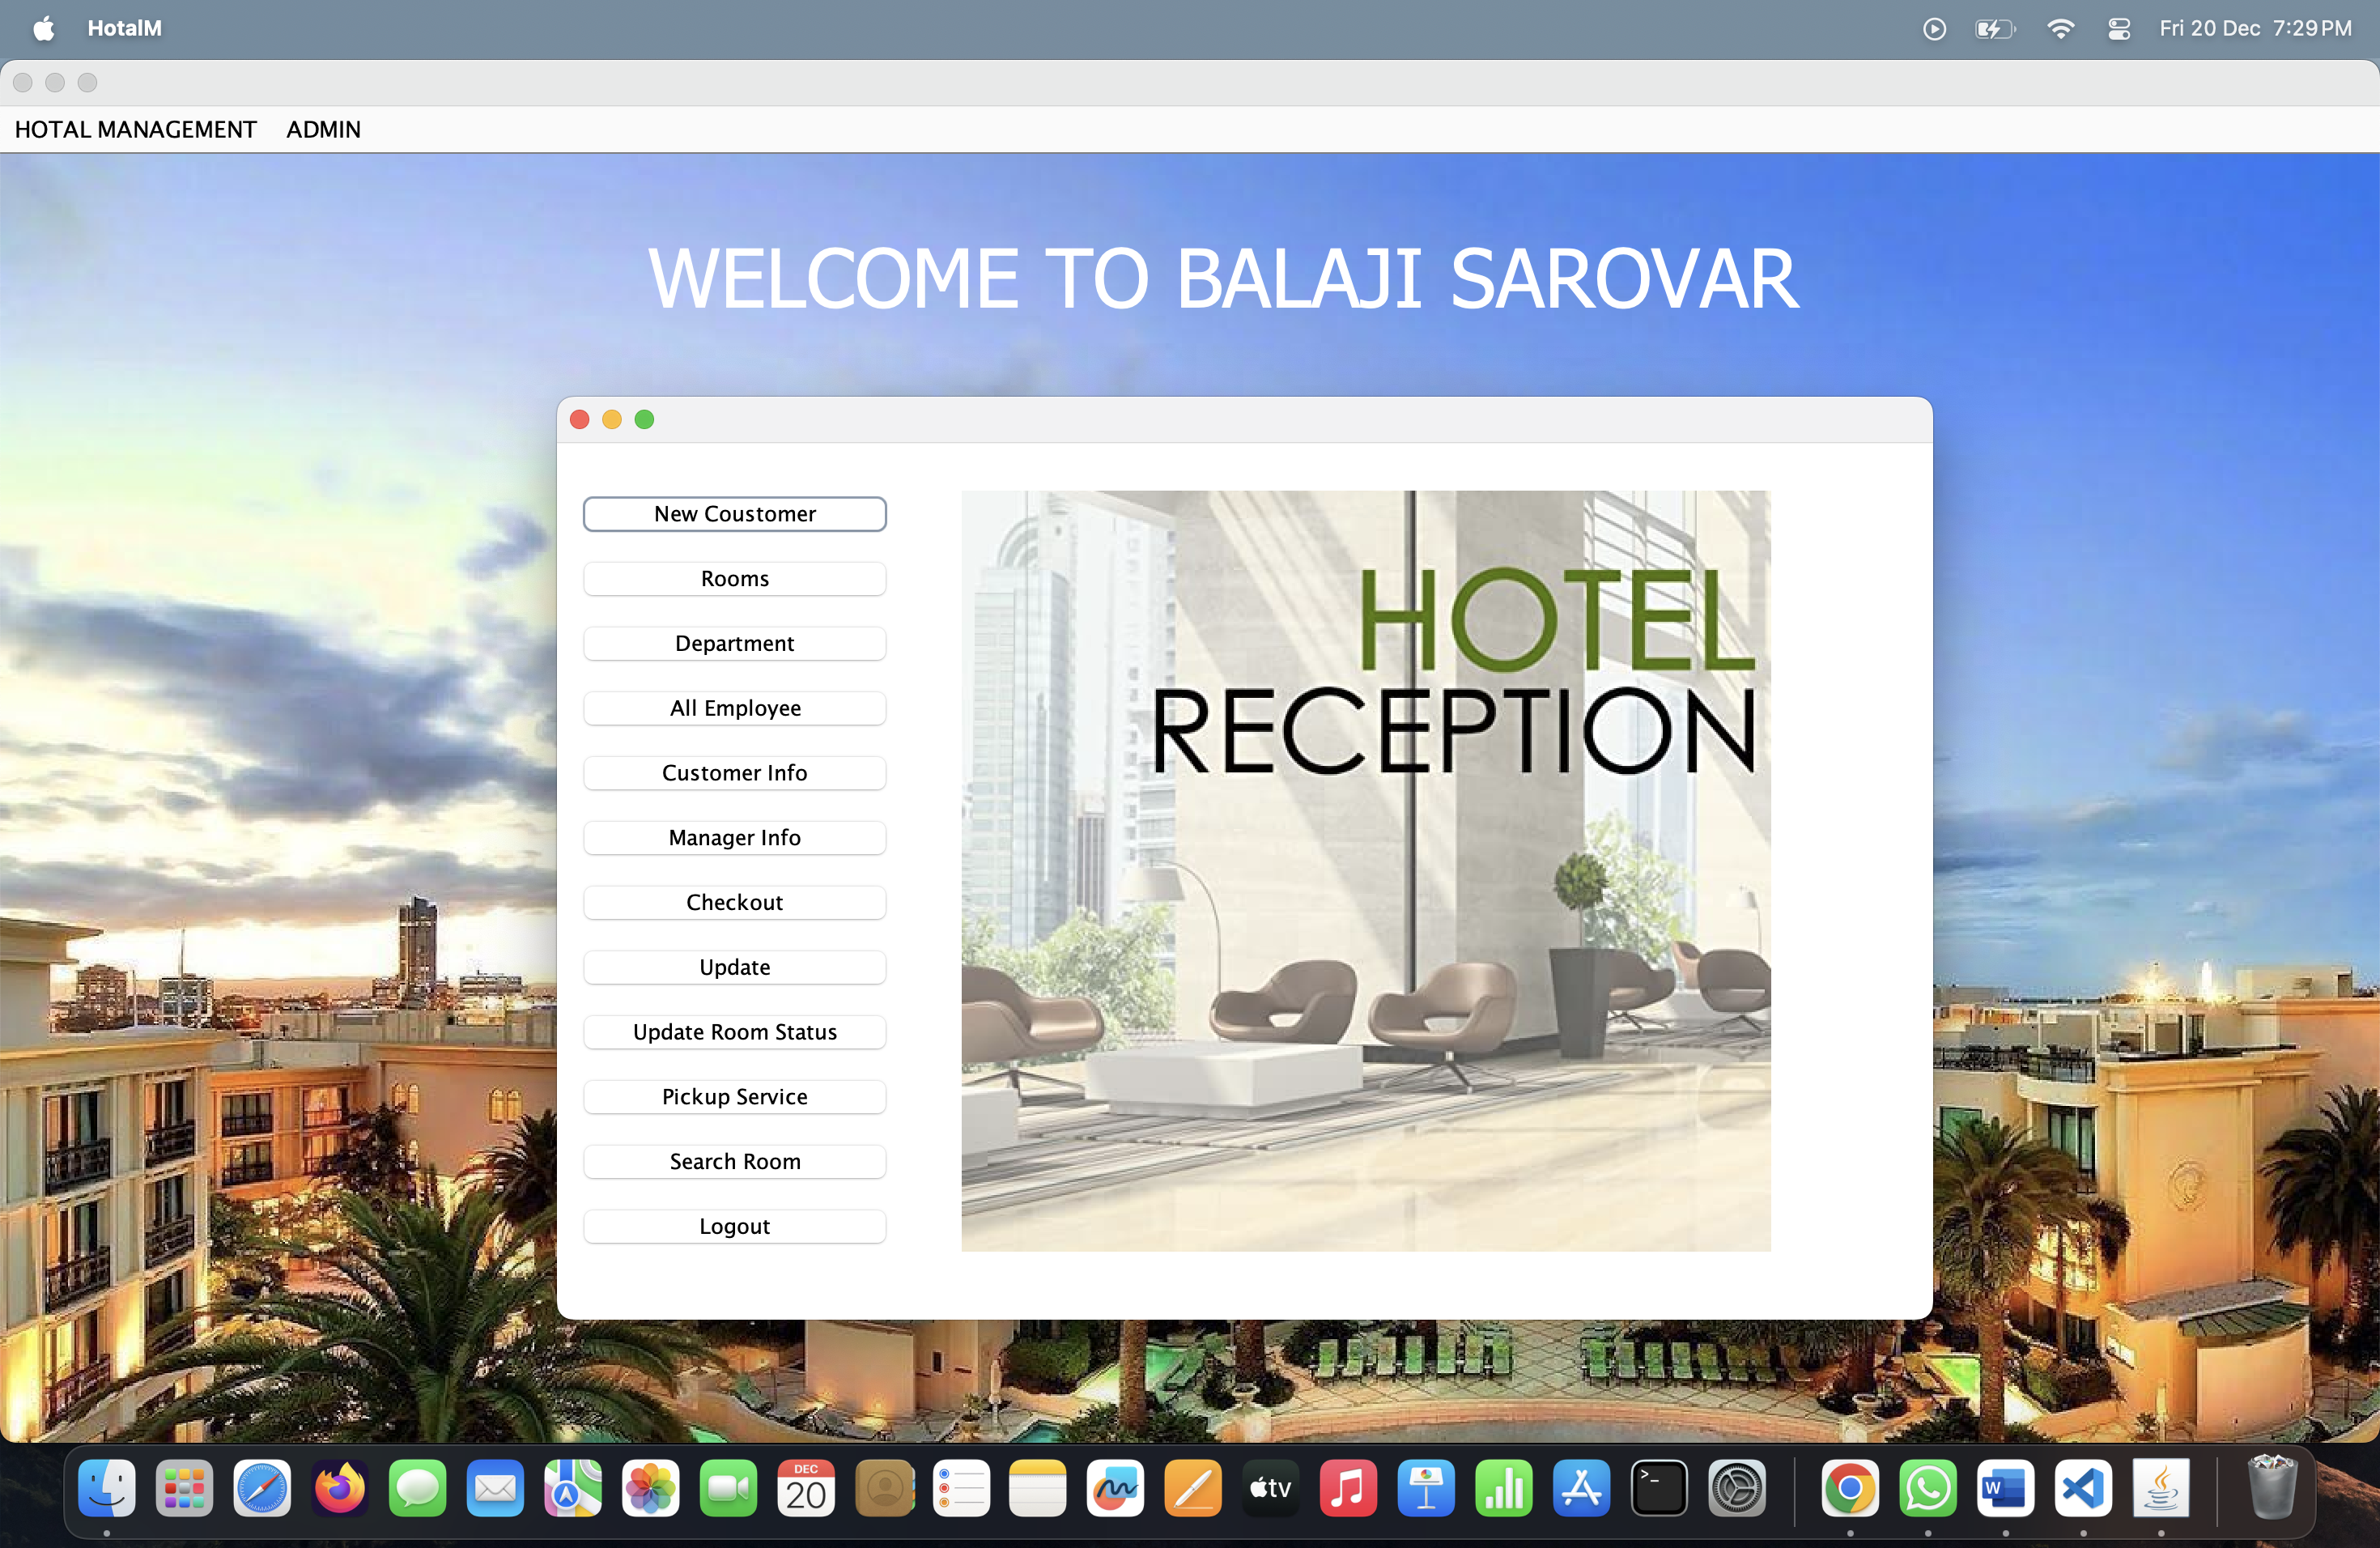 HotalM
Fri 20 Dec 7:29 PM
HOTAL MANAGEMENT ADMIN
WELCOME TO BALAJI SAROVAR
New Coustomer
Rooms
Department
All Employee
Customer Info
Manager Info
Checkout
Update
Update Room Status
Pickup Service
Search Room
Logout
HOTEL
RECEPTION
DEC
20
tv
>_
W